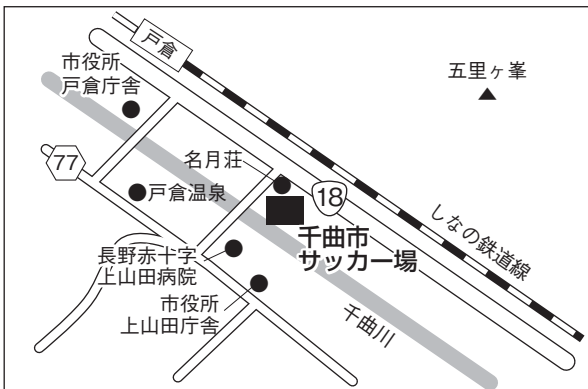 戸倉
市役所
戸倉庁舎
五里ヶ峯
77
名月荘
戸倉温泉
18
千曲市
サッカー場
しなの鉄道線
長野赤十字
上山田病院
市役所
上山田庁舎
千曲川